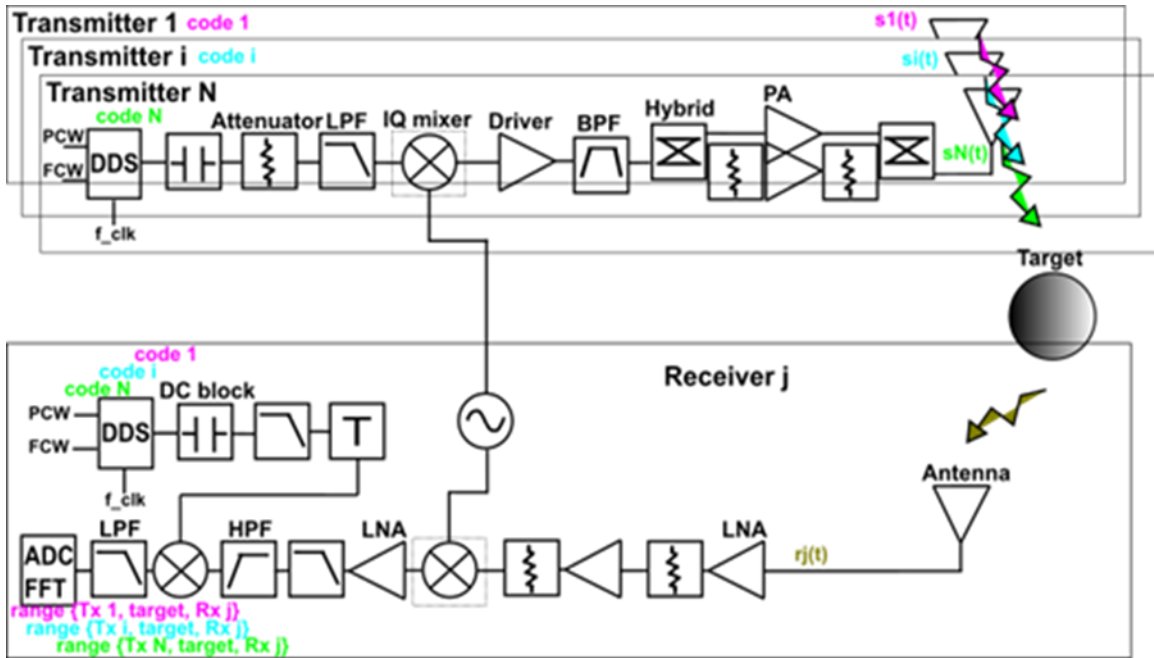 Transmitter 1 code 1
s1(t)
Transmitter i code i
si(t)
Transmitter N
code N
PCW
FCW
DDS
f_clk
Attenuator
LPF
IQ mixer
Driver
BPF
Hybrid
PA
sN(t)
Target
Receiver j
code 1
code i
code N
DC block
PCW
FCW
DDS
f_clk
T
Antenna
LPF
HPF
LNA
LNA
rj(t)
ADC
FFT
range {Tx 1, target, Rx j}
range {Tx i, target, Rx j}
range {Tx N, target, Rx j}